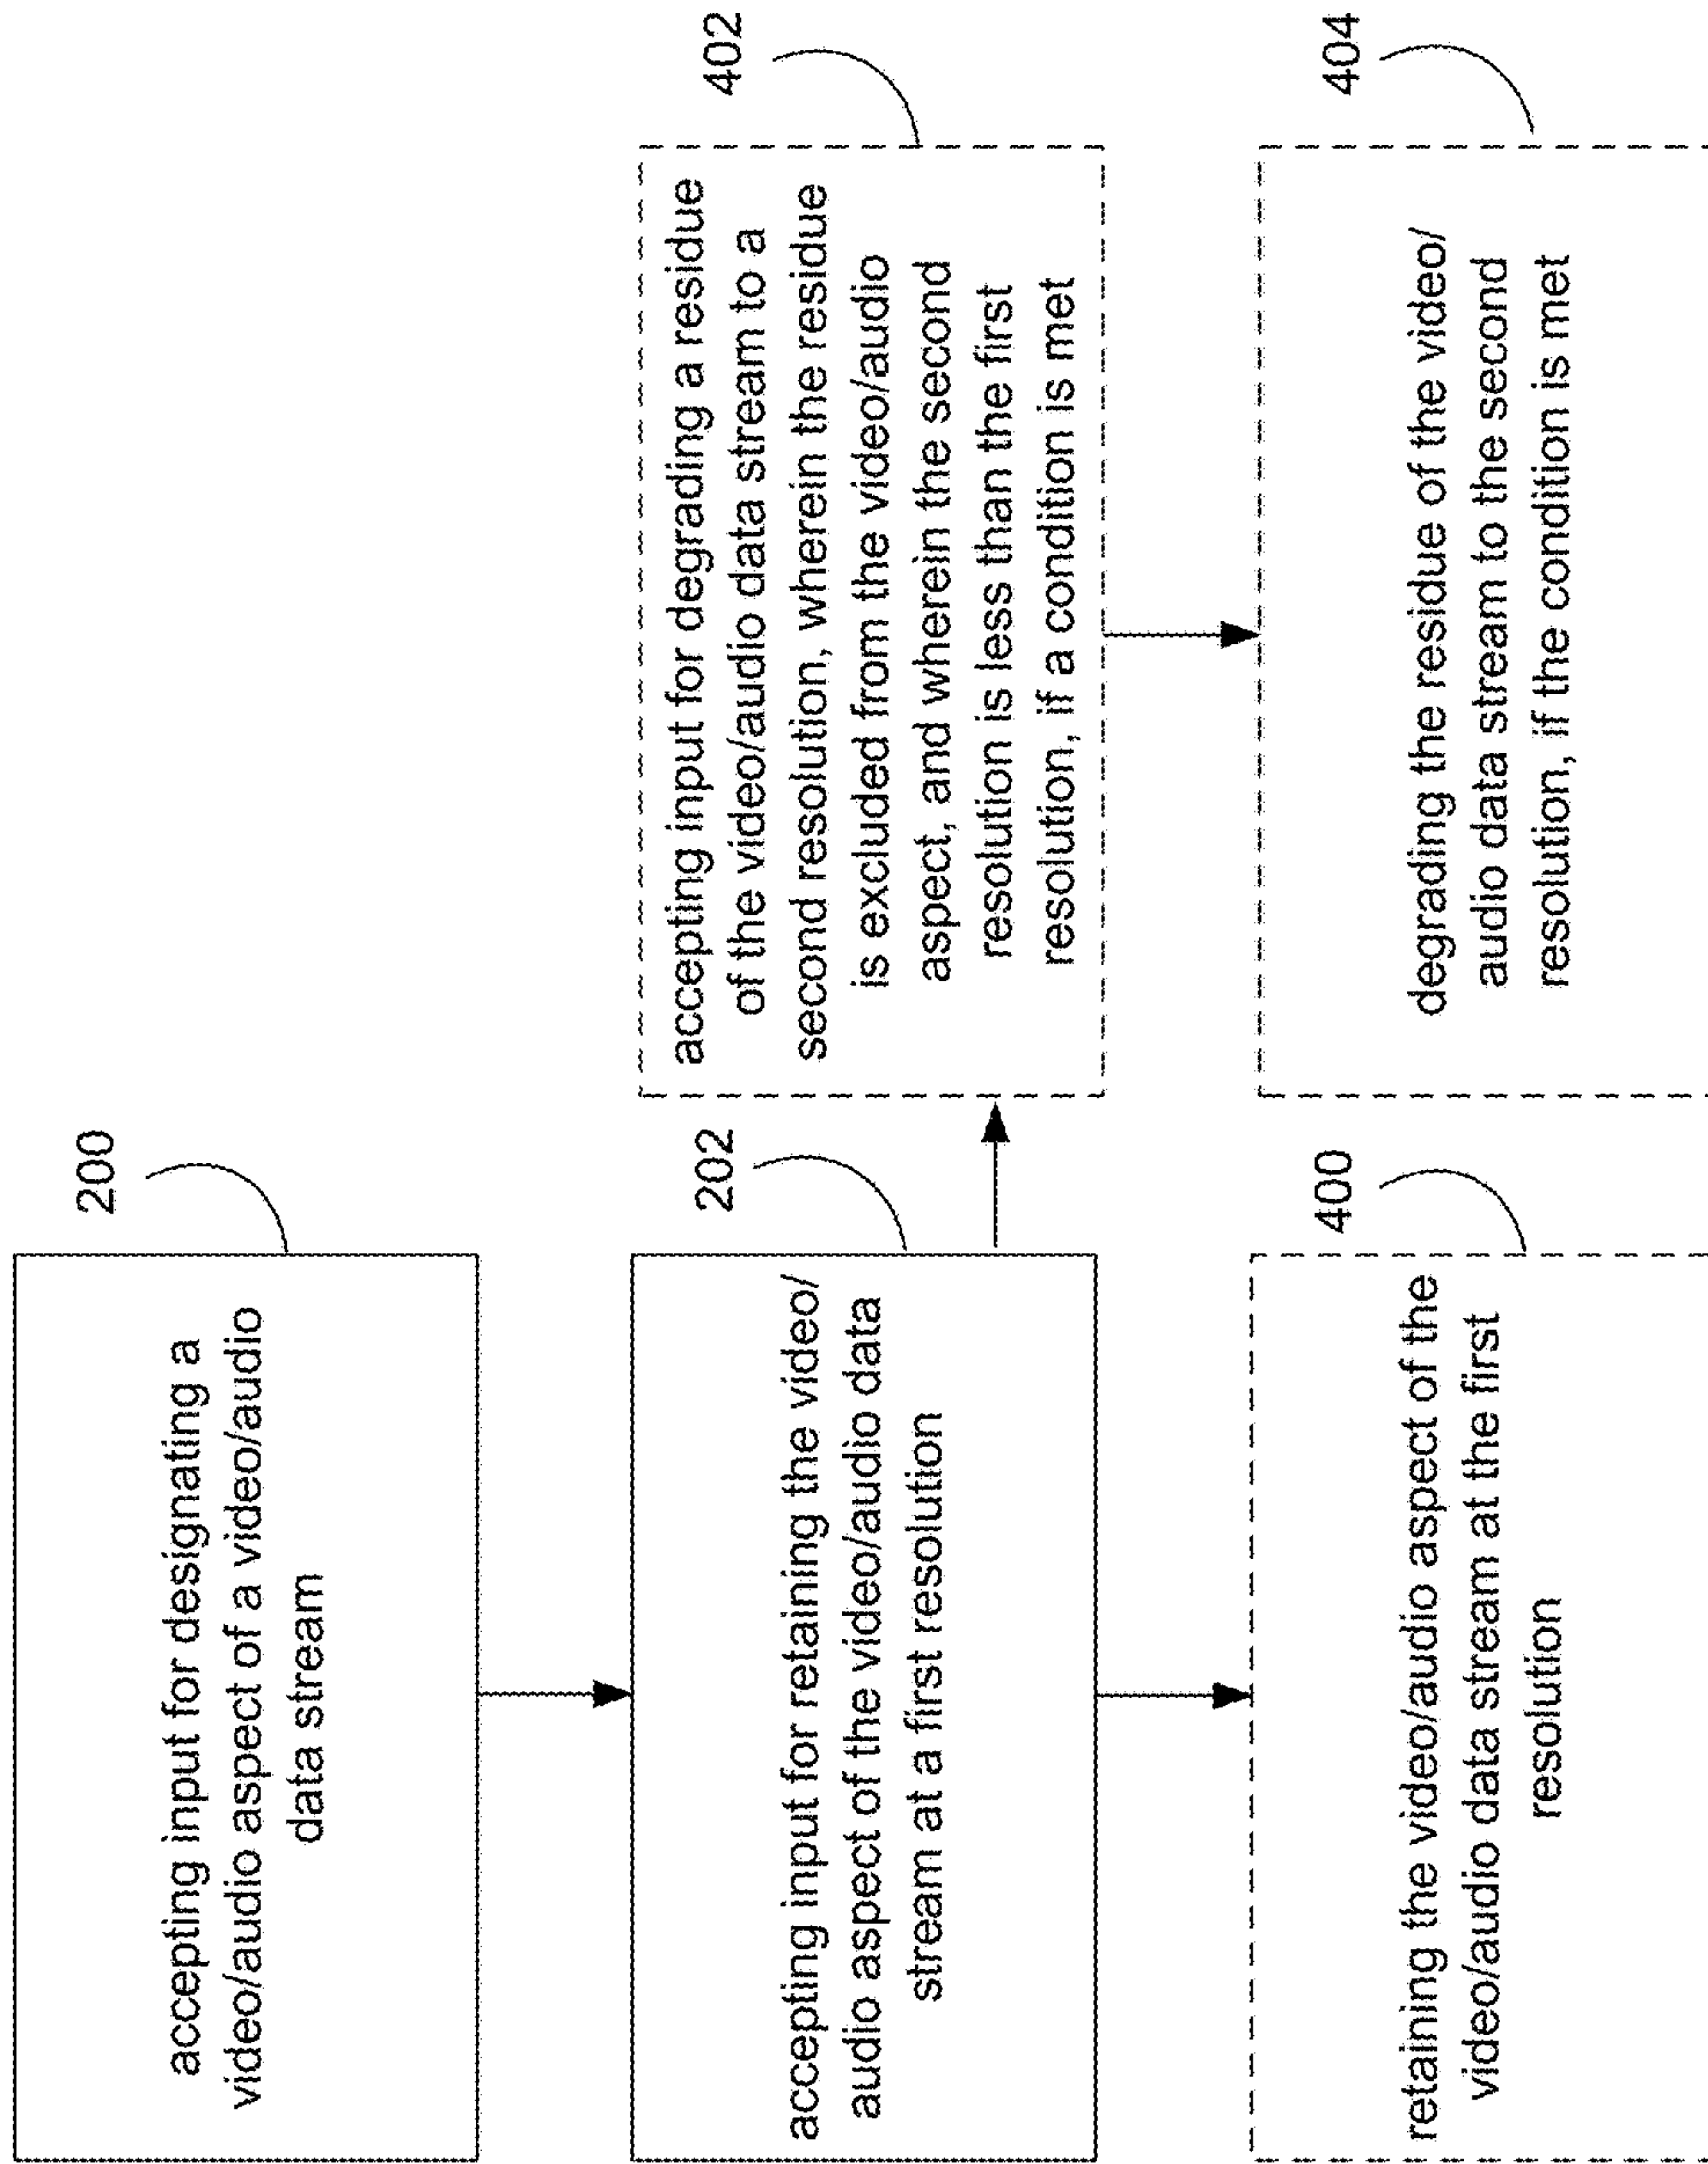 200
accepting input for designating a
video/audio aspect of a video/audio
data stream
202
accepting input for retaining the video/
audio aspect of the video/audio data
stream at a first resolution
400
retaining the video/audio aspect of the
video/audio data stream at the first
resolution
402
accepting input for degrading a residue
of the video/audio data stream to a
second resolution, wherein the residue
is excluded from the video/audio
aspect, and wherein the second
resolution is less than the first
resolution, if a condition is met
404
degrading the residue of the video/
audio data stream to the second
resolution, if the condition is met